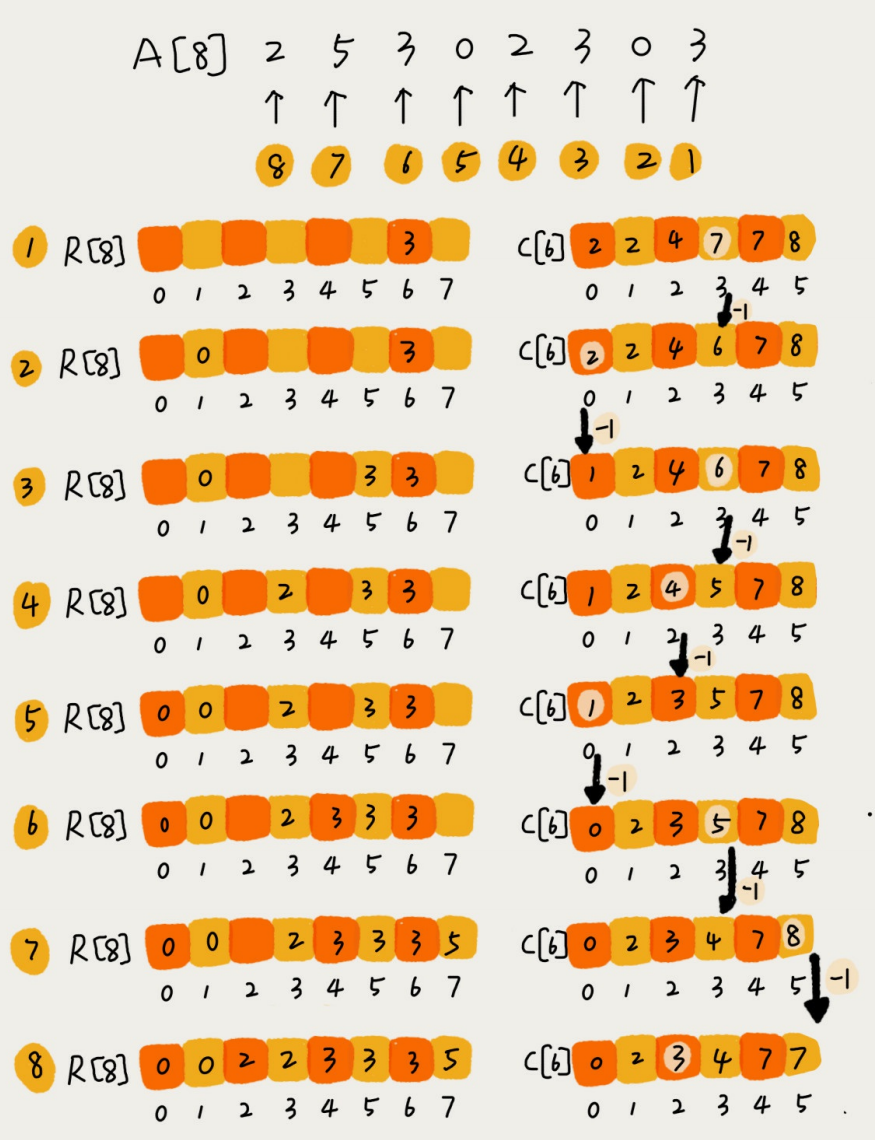 A[8] 2 5 3 0 2 3 0 3
8 7 6 5 4 3 2 1
1 R[8] 3 C[6] 2 2 4 7 7 8
0 1 2 3 4 5 6 7 0 1 2 3 4 5
-1
2 R[8] 0 3 C[6] 2 2 4 6 7 8
0 1 2 3 4 5 6 7 0 1 2 3 4 5
-1
3 R[8] 0 3 3 C[6] 1 2 4 6 7 8
0 1 2 3 4 5 6 7 0 1 2 3 4 5
-1
4 R[8] 0 2 3 3 C[6] 1 2 4 5 7 8
0 1 2 3 4 5 6 7 0 1 2 3 4 5
-1
5 R[8] 0 0 2 3 3 C[6] 1 2 3 5 7 8
0 1 2 3 4 5 6 7 0 1 2 3 4 5
-1
6 R[8] 0 0 2 3 3 3 C[6] 0 2 3 5 7 8
0 1 2 3 4 5 6 7 0 1 2 3 4 5
-1
7 R[8] 0 0 2 3 3 3 5 C[6] 0 2 3 4 7 8
0 1 2 3 4 5 6 7 0 1 2 3 4 5
-1
8 R[8] 0 0 2 2 3 3 3 5 C[6] 0 2 3 4 7 7
0 1 2 3 4 5 6 7 0 1 2 3 4 5